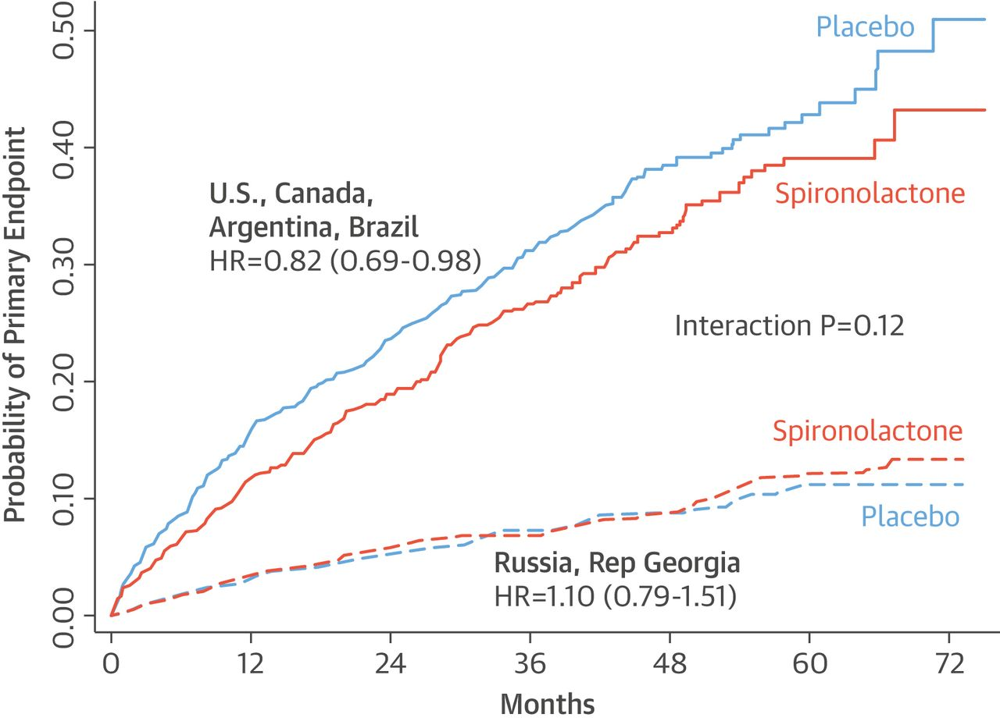 Probability of Primary Endpoint
0.50
0.40
0.30
0.20
0.10
0.00
Placebo
Spironolactone
U.S., Canada,
Argentina, Brazil
HR=0.82 (0.69-0.98)
Interaction P=0.12
Spironolactone
Placebo
Russia, Rep Georgia
HR=1.10 (0.79-1.51)
0 12 24 36 48 60 72
Months